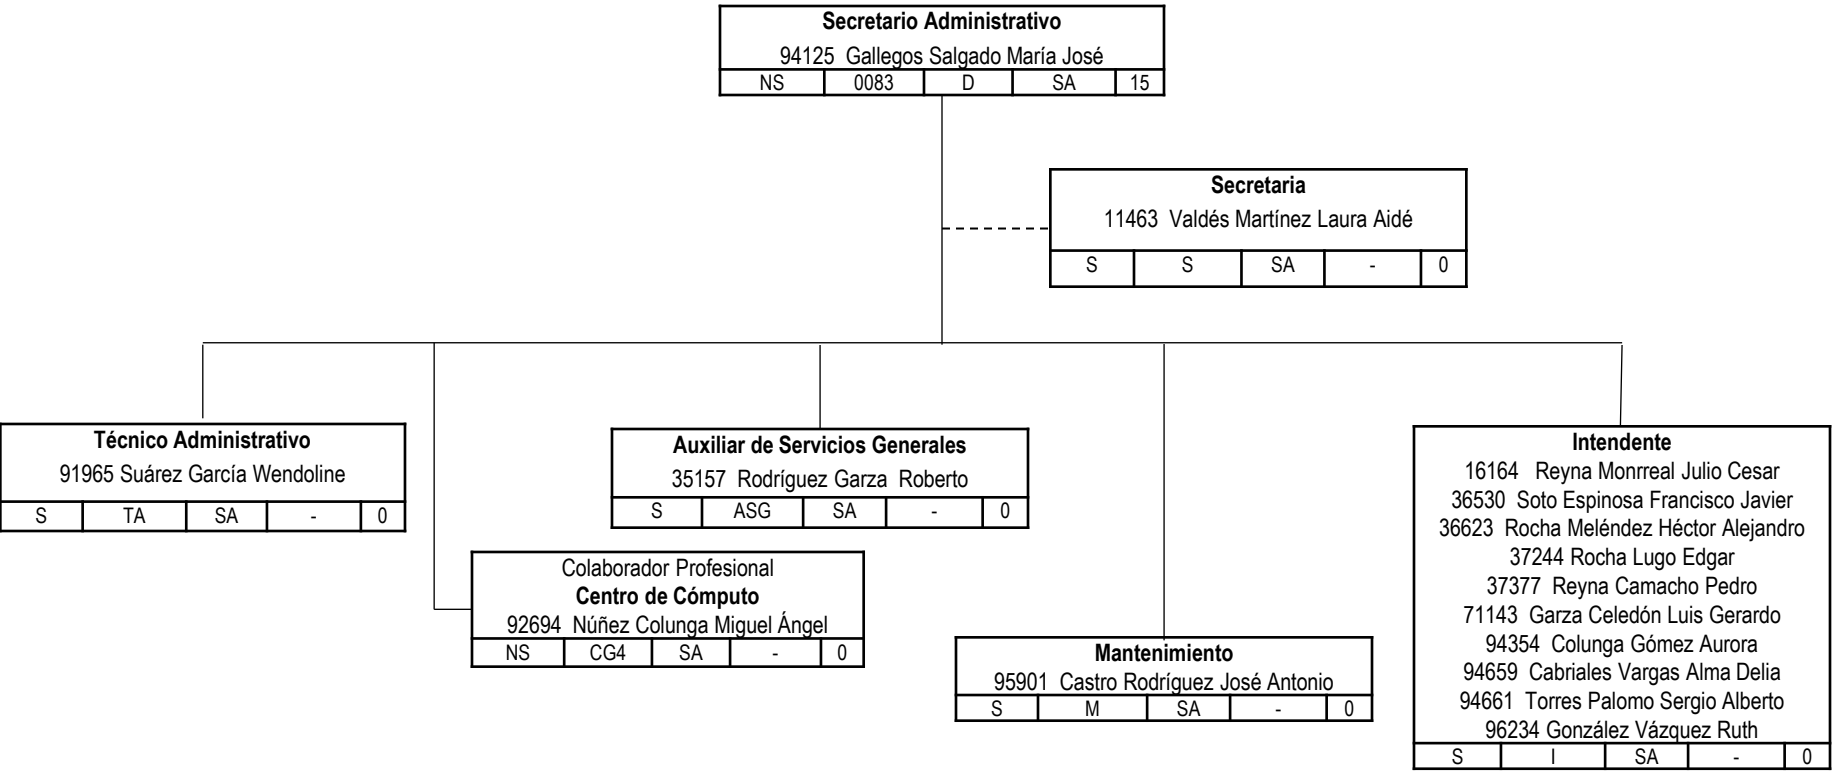 Secretario Administrativo
94125  Gallegos Salgado María José
NS 0083 D SA 15
Secretaria
11463  Valdés Martínez Laura Aidé
S S SA - 0
Técnico Administrativo
91965 Suárez García Wendoline
S TA SA - 0
Auxiliar de Servicios Generales
35157  Rodríguez Garza  Roberto
S ASG SA - 0
Colaborador Profesional
Centro de Cómputo
92694  Núñez Colunga Miguel Ángel
NS CG4 SA - 0
Mantenimiento
95901  Castro Rodríguez José Antonio
S M SA - 0
Intendente
16164   Reyna Monrreal Julio Cesar
36530  Soto Espinosa Francisco Javier
36623  Rocha Meléndez Héctor Alejandro
37244 Rocha Lugo Edgar
37377  Reyna Camacho Pedro
71143  Garza Celedón Luis Gerardo
94354  Colunga Gómez Aurora
94659  Cabriales Vargas Alma Delia
94661  Torres Palomo Sergio Alberto
96234 González Vázquez Ruth
S I SA - 0